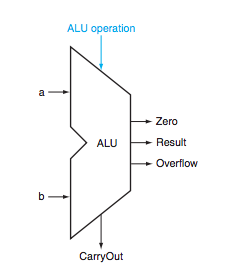 ALU operation
a
Zero
ALU
Result
Overflow
b
CarryOut